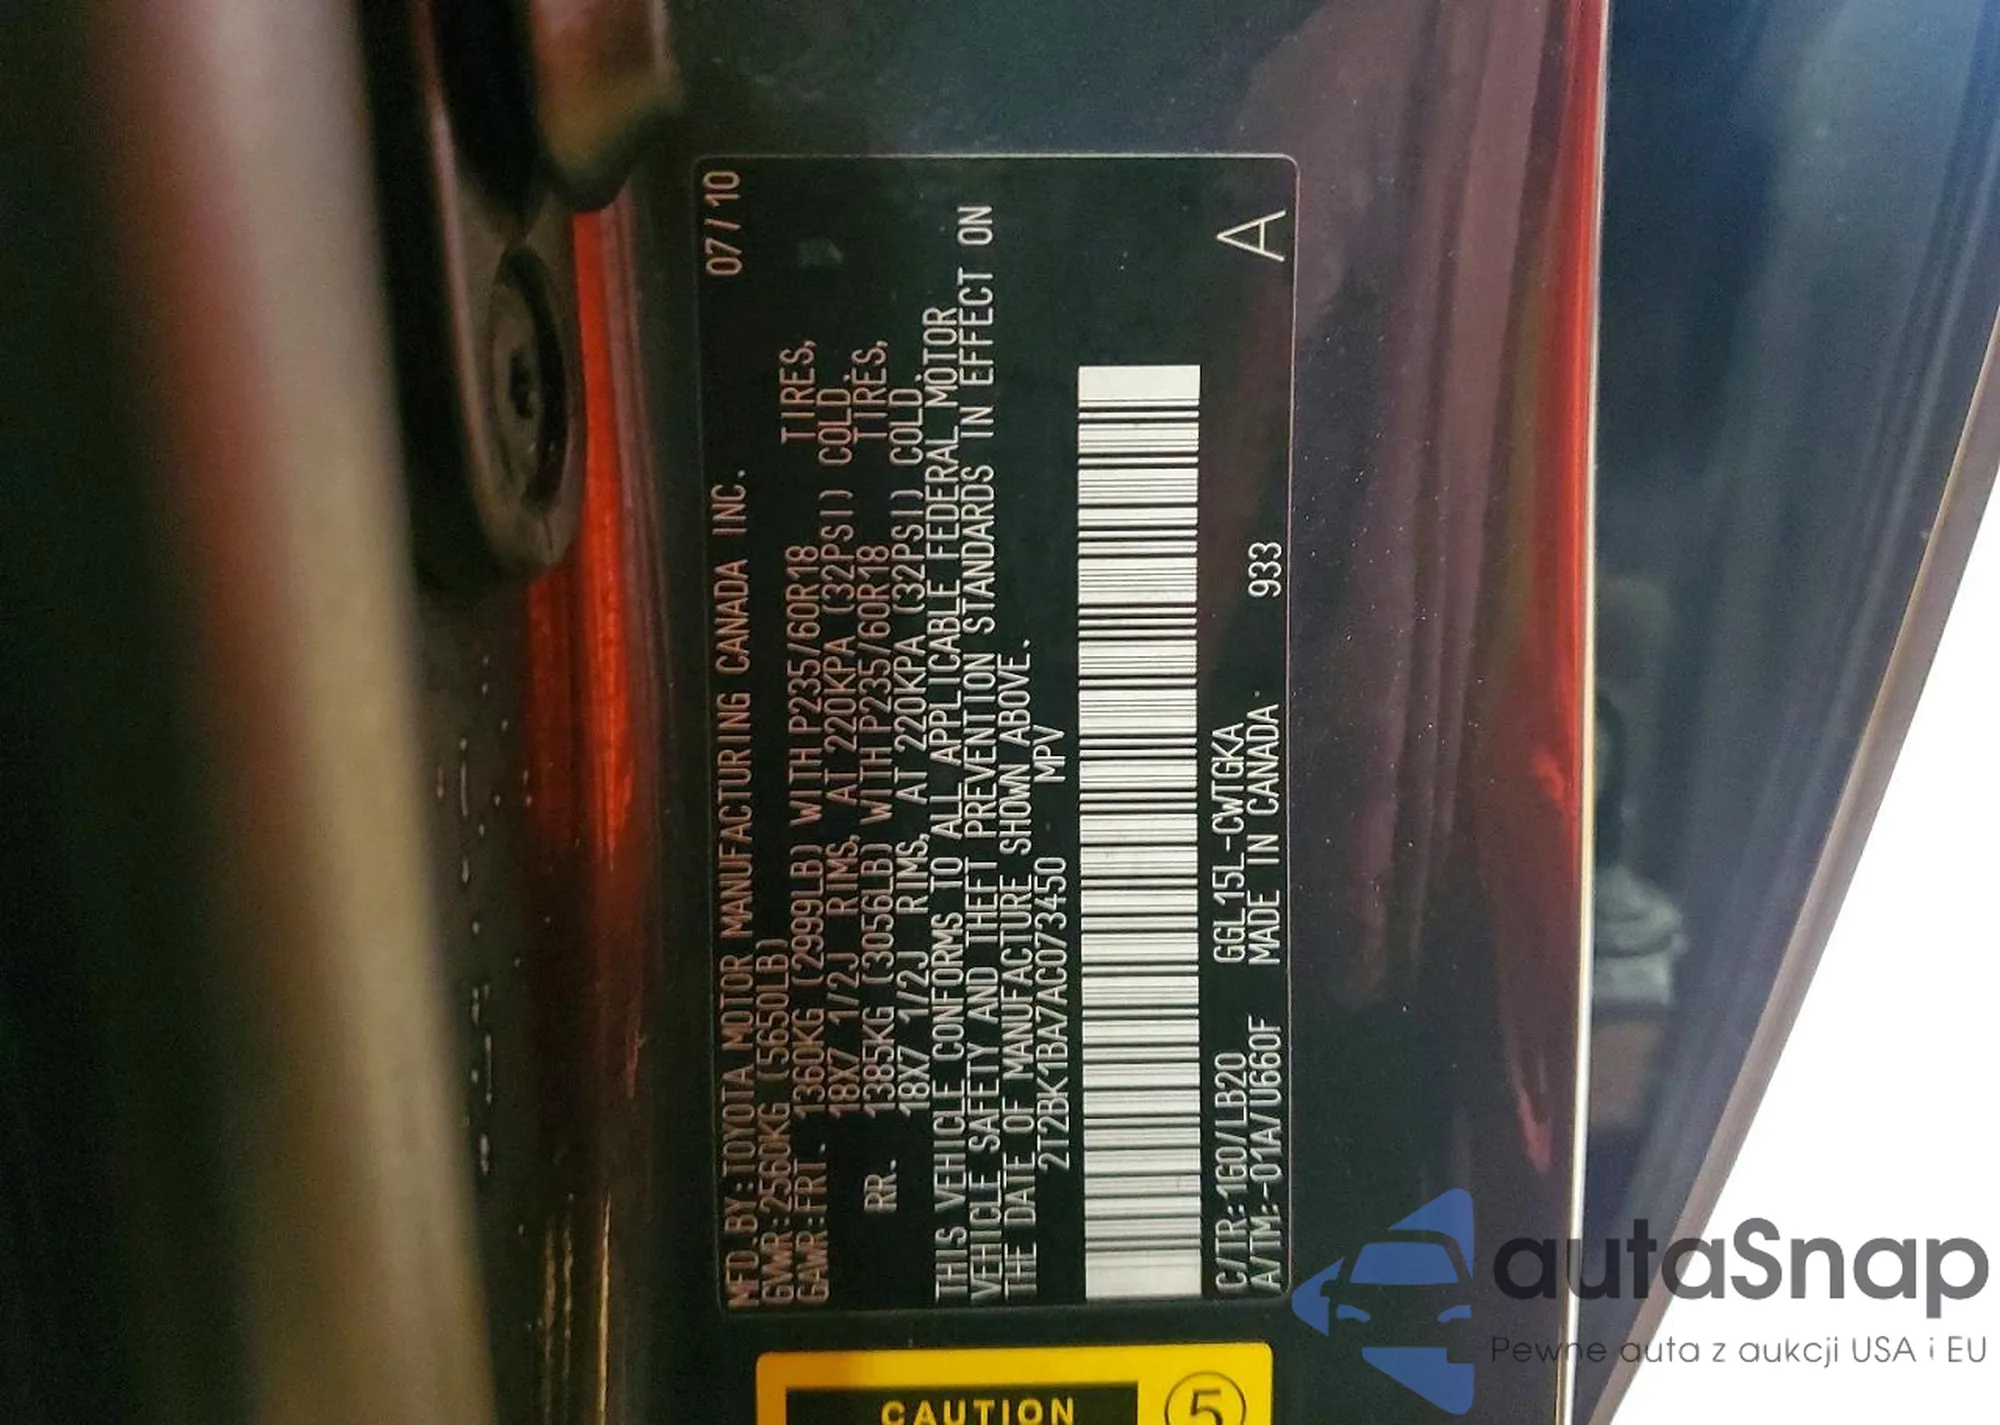 MFD.BY:TOYOTA MOTOR MANUFACTURING CANADA INC. 07/10
GVWR:2560KG (5650LB)
GAWR:FRT. 1360KG (2999LB) WITH P235/60R18 TIRES,
18X7 1/2J RIMS, AT 220KPA (32PSI) COLD.
RR. 1385KG (3056LB) WITH P235/60R18 TIRES,
18X7 1/2J RIMS, AT 220KPA (32PSI) COLD.
THIS VEHICLE CONFORMS TO ALL APPLICABLE FEDERAL MOTOR
VEHICLE SAFETY AND THEFT PREVENTION STANDARDS IN EFFECT ON
THE DATE OF MANUFACTURE SHOWN ABOVE.
2T2BK1BA7AC073450 MPV
C/TR:1G0/LB20 GGL15L-CWTGKA
A/TM:-01A/U660F MADE IN CANADA 933
A
CAUTION 5
autaSnap
Pewne auta z aukcji USA i EU